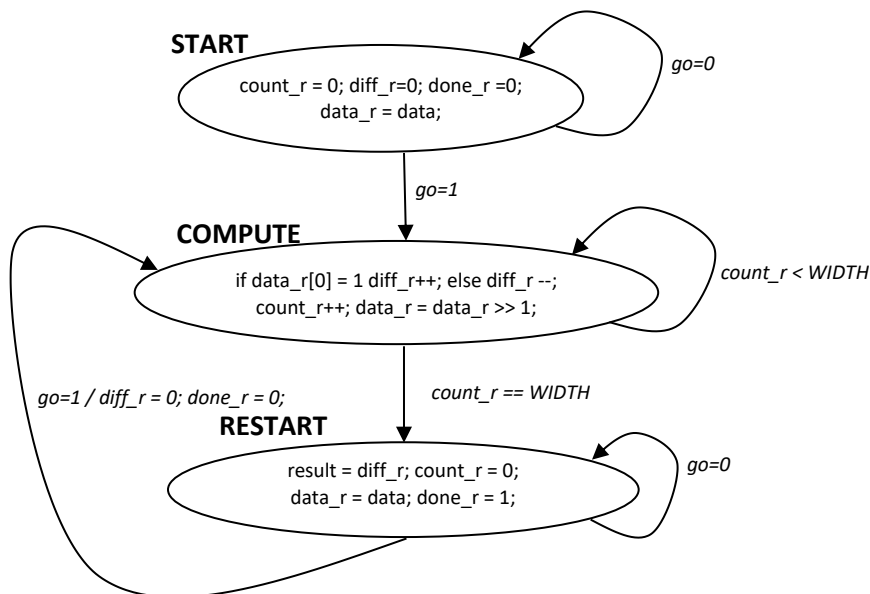 START
count_r = 0; diff_r=0; done_r =0;
data_r = data;
go=0
go=1
COMPUTE
if data_r[0] = 1 diff_r++; else diff_r --;
count_r++; data_r = data_r >> 1;
count_r < WIDTH
go=1 / diff_r = 0; done_r = 0;
count_r == WIDTH
RESTART
result = diff_r; count_r = 0;
data_r = data; done_r = 1;
go=0